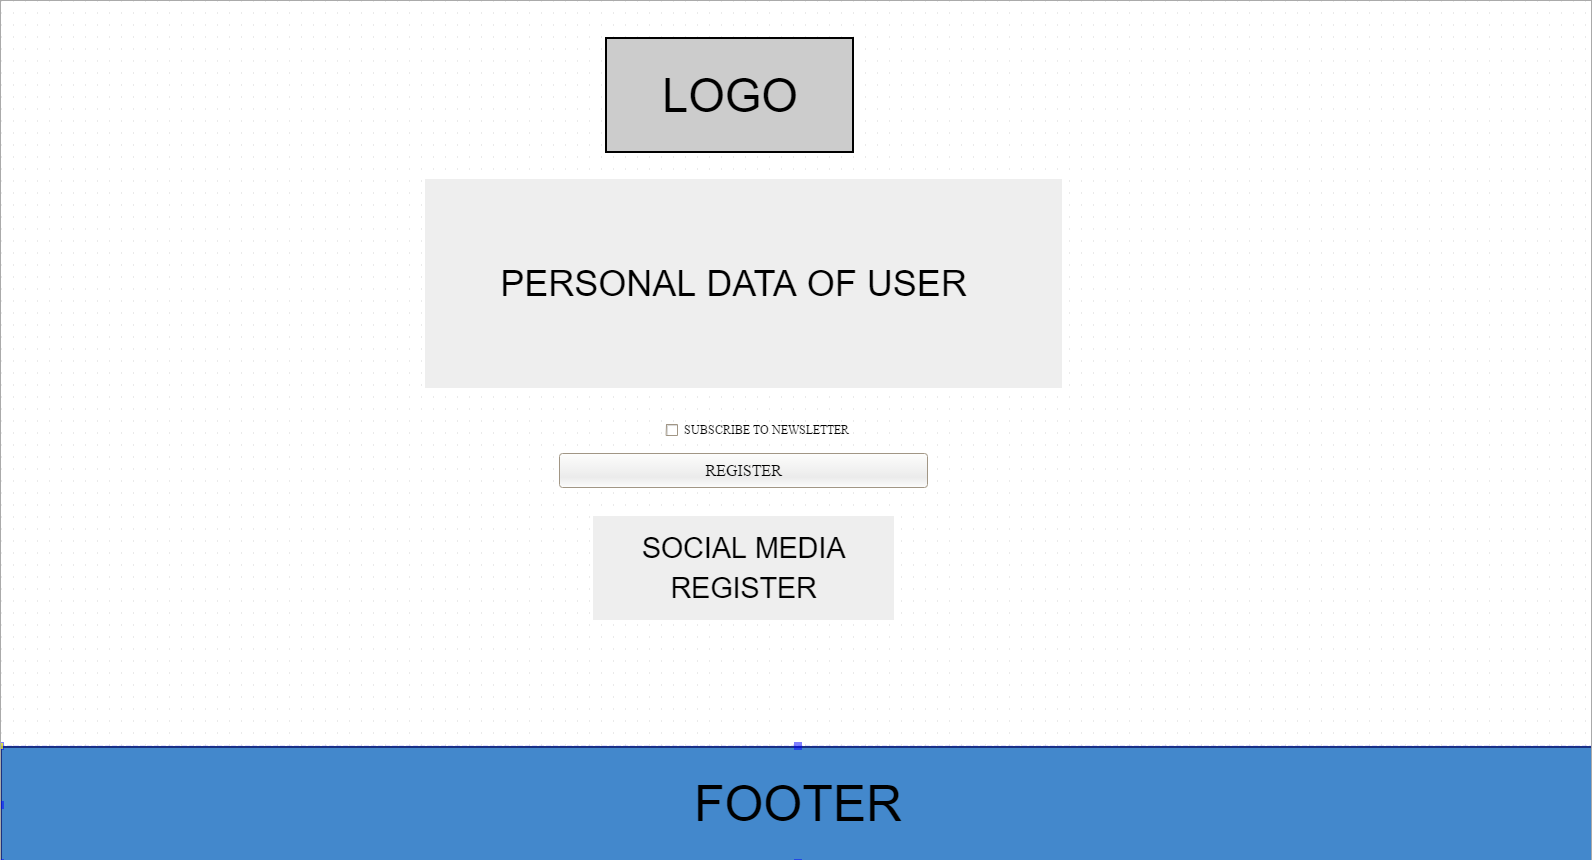 LOGO
PERSONAL DATA OF USER
SUBSCRIBE TO NEWSLETTER
REGISTER
SOCIAL MEDIA
REGISTER
FOOTER